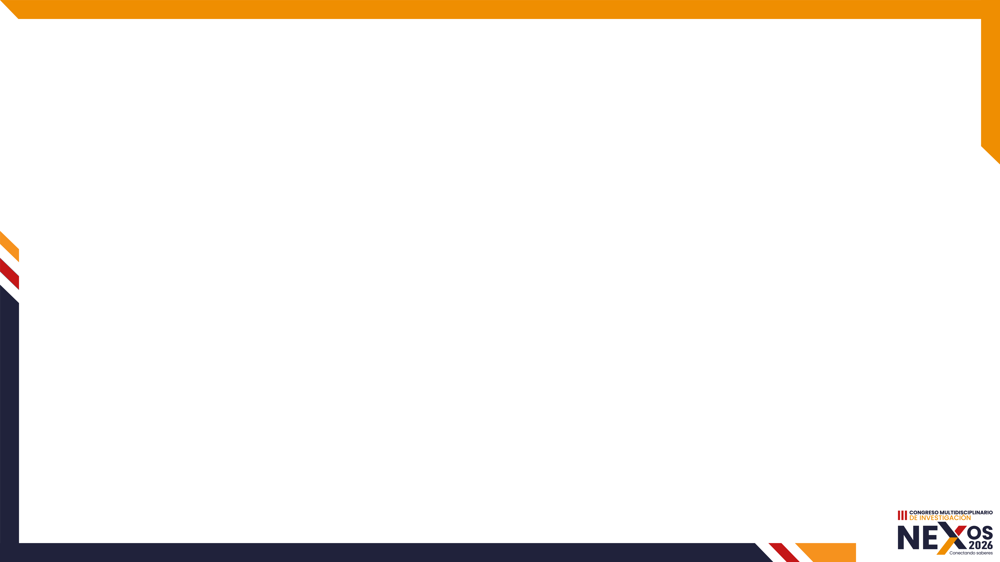 III CONGRESO MULTIDISCIPLINARIO
DE INVESTIGACIÓN
NEXOS
2026
Conectando saberes